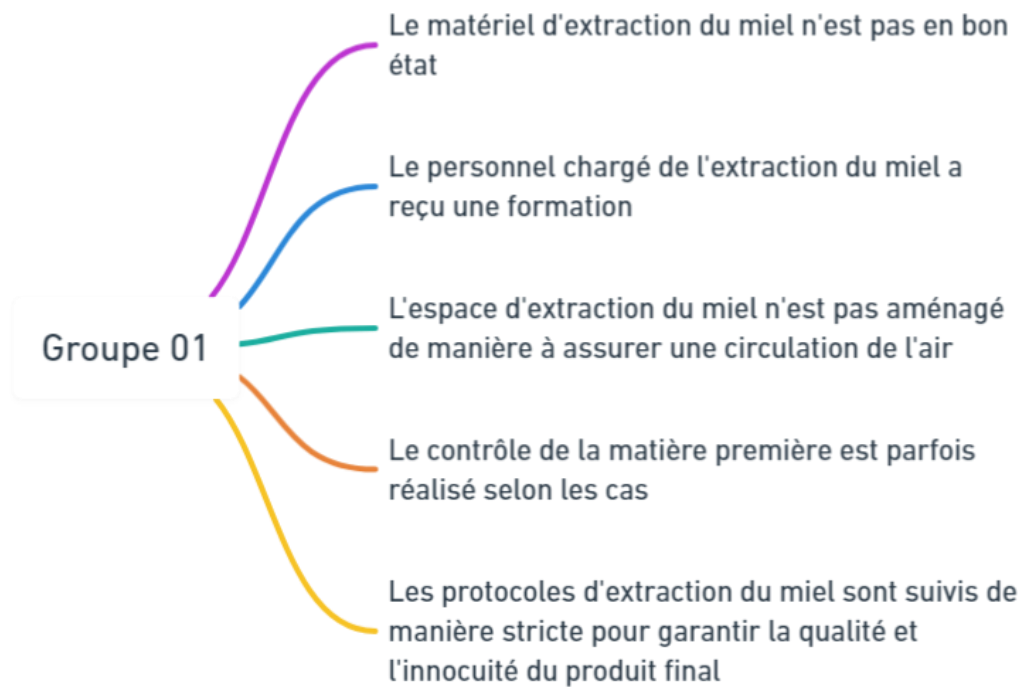 Le matériel d'extraction du miel n'est pas en bon
état
Le personnel chargé de l'extraction du miel a
reçu une formation
L'espace d'extraction du miel n'est pas aménagé
de manière à assurer une circulation de l'air
Groupe 01
Le contrôle de la matière première est parfois
réalisé selon les cas
Les protocoles d'extraction du miel sont suivis de
manière stricte pour garantir la qualité et
l'innocuité du produit final